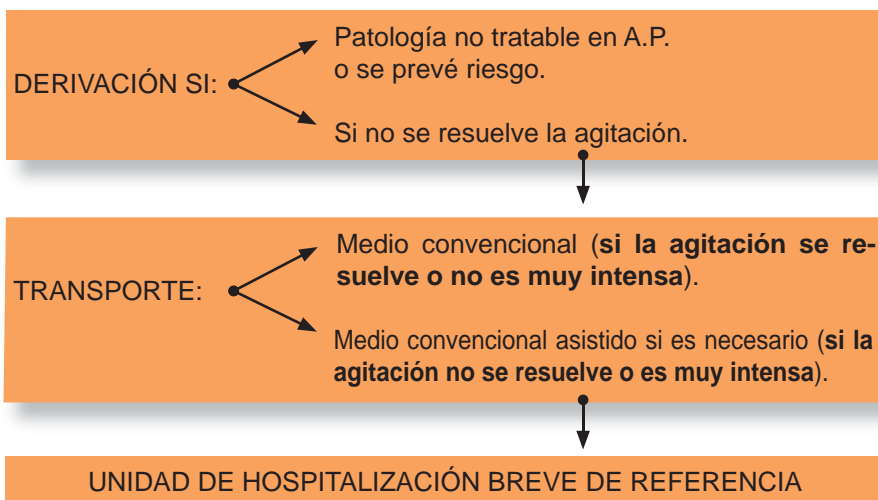 Patología no tratable en A.P.
o se prevé riesgo.
DERIVACIÓN SI:
Si no se resuelve la agitación.
Medio convencional (si la agitación se re-
suelve o no es muy intensa).
TRANSPORTE:
Medio convencional asistido si es necesario (si la
agitación no se resuelve o es muy intensa).
UNIDAD DE HOSPITALIZACIÓN BREVE DE REFERENCIA